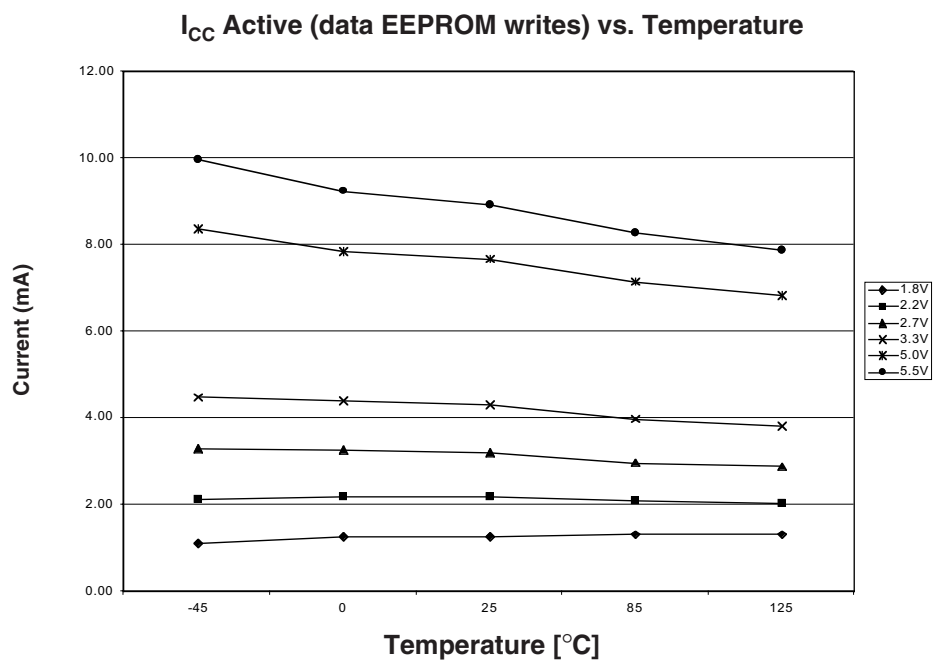 I_CC Active (data EEPROM writes) vs. Temperature
12.00
10.00
8.00
6.00
4.00
2.00
0.00
Current (mA)
-45 0 25 85 125
Temperature [°C]
1.8V
2.2V
2.7V
3.3V
5.0V
5.5V